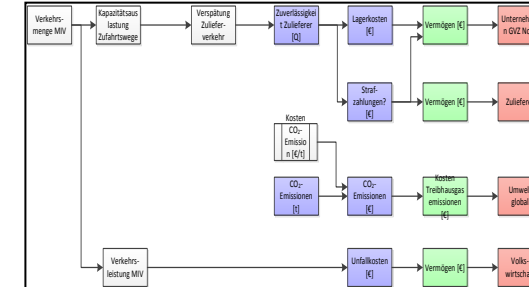 Verkehrs-
menge MIV
Kapazitätsaus
lastung
Zufahrtswege
Verspätung
Zuliefer-
verkehr
Zuverlässigkei
t Zulieferer
[Q]
Lagerkosten
[€]
Vermögen [€]
Unterneh
n GVZ No
Straf-
zahlungen?
[€]
Vermögen [€]
Zuliefere
Kosten
CO₂-
Emissio
n [€/t]
CO₂-
Emissionen
[t]
CO₂-
Emissionen
[€]
Kosten
Treibhausgas
emissionen
[€]
Umwel
global
Verkehrs-
leistung MIV
Unfallkosten
[€]
Vermögen [€]
Volks-
wirtscha